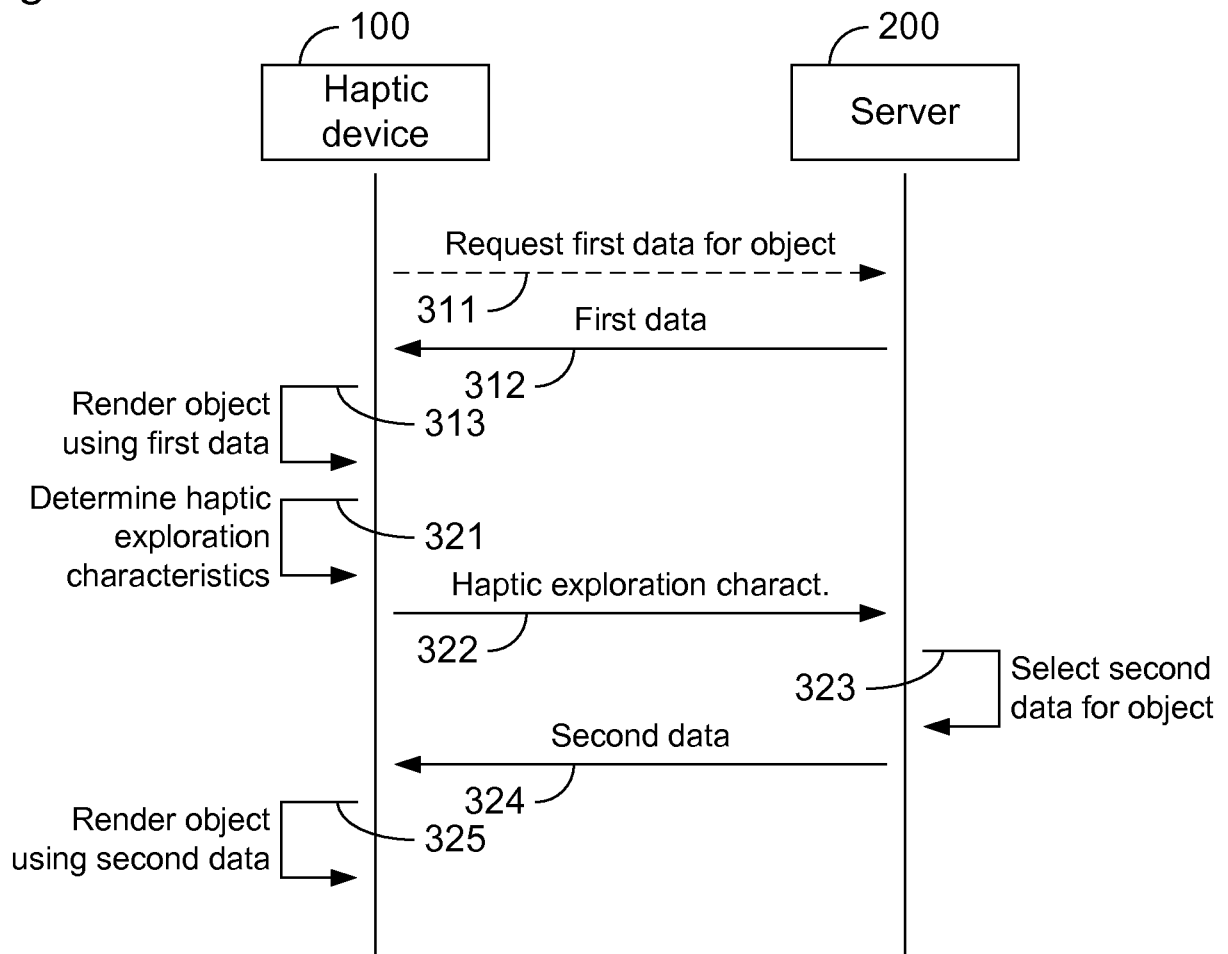 100
200
Haptic
device
Server
Request first data for object
311
First data
312
Render object
using first data
313
Determine haptic
exploration
characteristics
321
Haptic exploration charact.
322
323
Select second
data for object
Second data
324
Render object
using second data
325